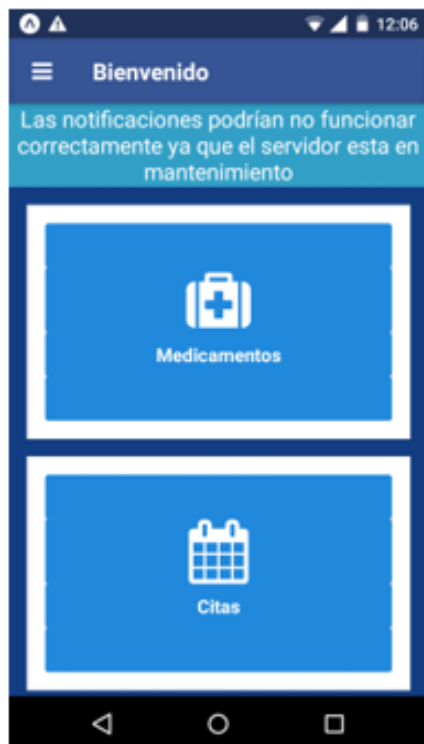 12:06
Bienvenido
Las notificaciones podrían no funcionar
correctamente ya que el servidor esta en
mantenimiento
Medicamentos
Citas